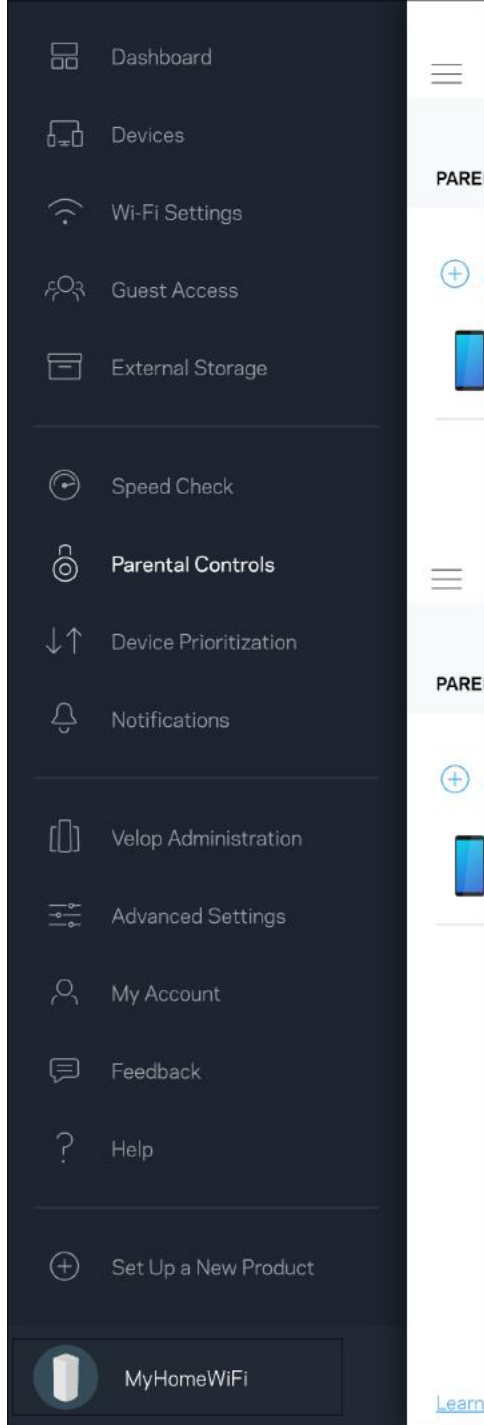 Dashboard
Devices
Wi-Fi Settings
Guest Access
External Storage
Speed Check
Parental Controls
Device Prioritization
Notifications
Velop Administration
Advanced Settings
My Account
Feedback
Help
Set Up a New Product
MyHomeWiFi
PARE
PARE
Learn